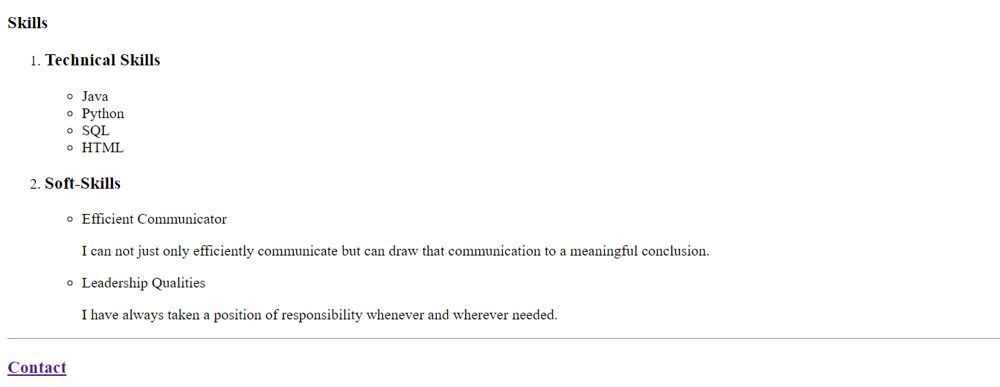 Skills
1. Technical Skills
Java
Python
SQL
HTML
2. Soft-Skills
Efficient Communicator
I can not just only efficiently communicate but can draw that communication to a meaningful conclusion.
Leadership Qualities
I have always taken a position of responsibility whenever and wherever needed.
Contact